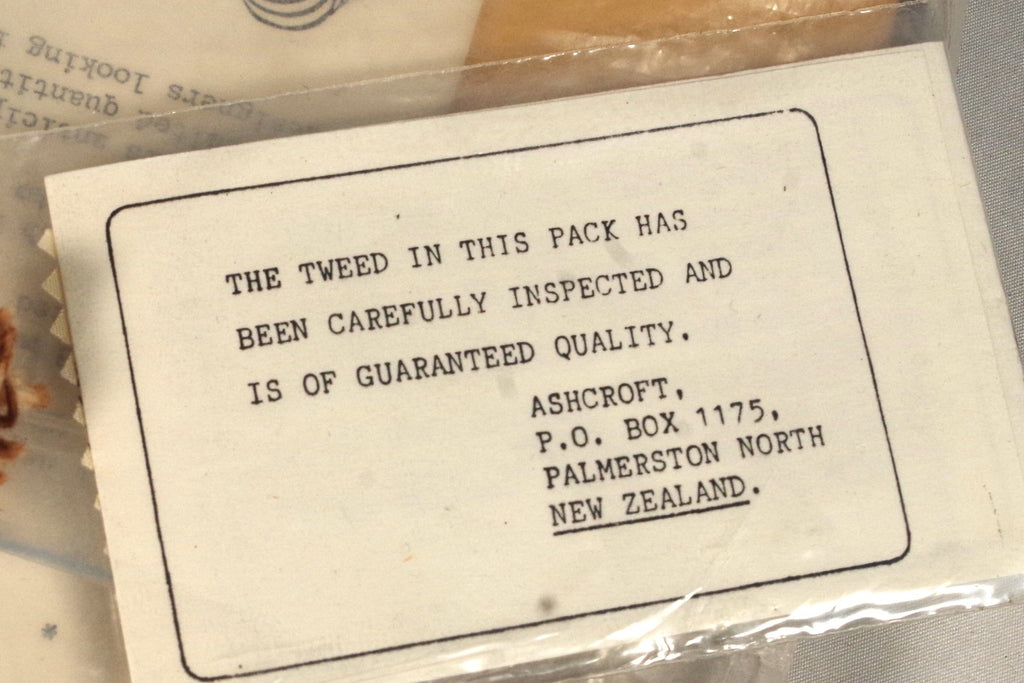 THE TWEED IN THIS PACK HAS
BEEN CAREFULLY INSPECTED AND
IS OF GUARANTEED QUALITY.
ASHCROFT,
P.O. BOX 1175,
PALMERSTON NORTH
NEW ZEALAND.
looking